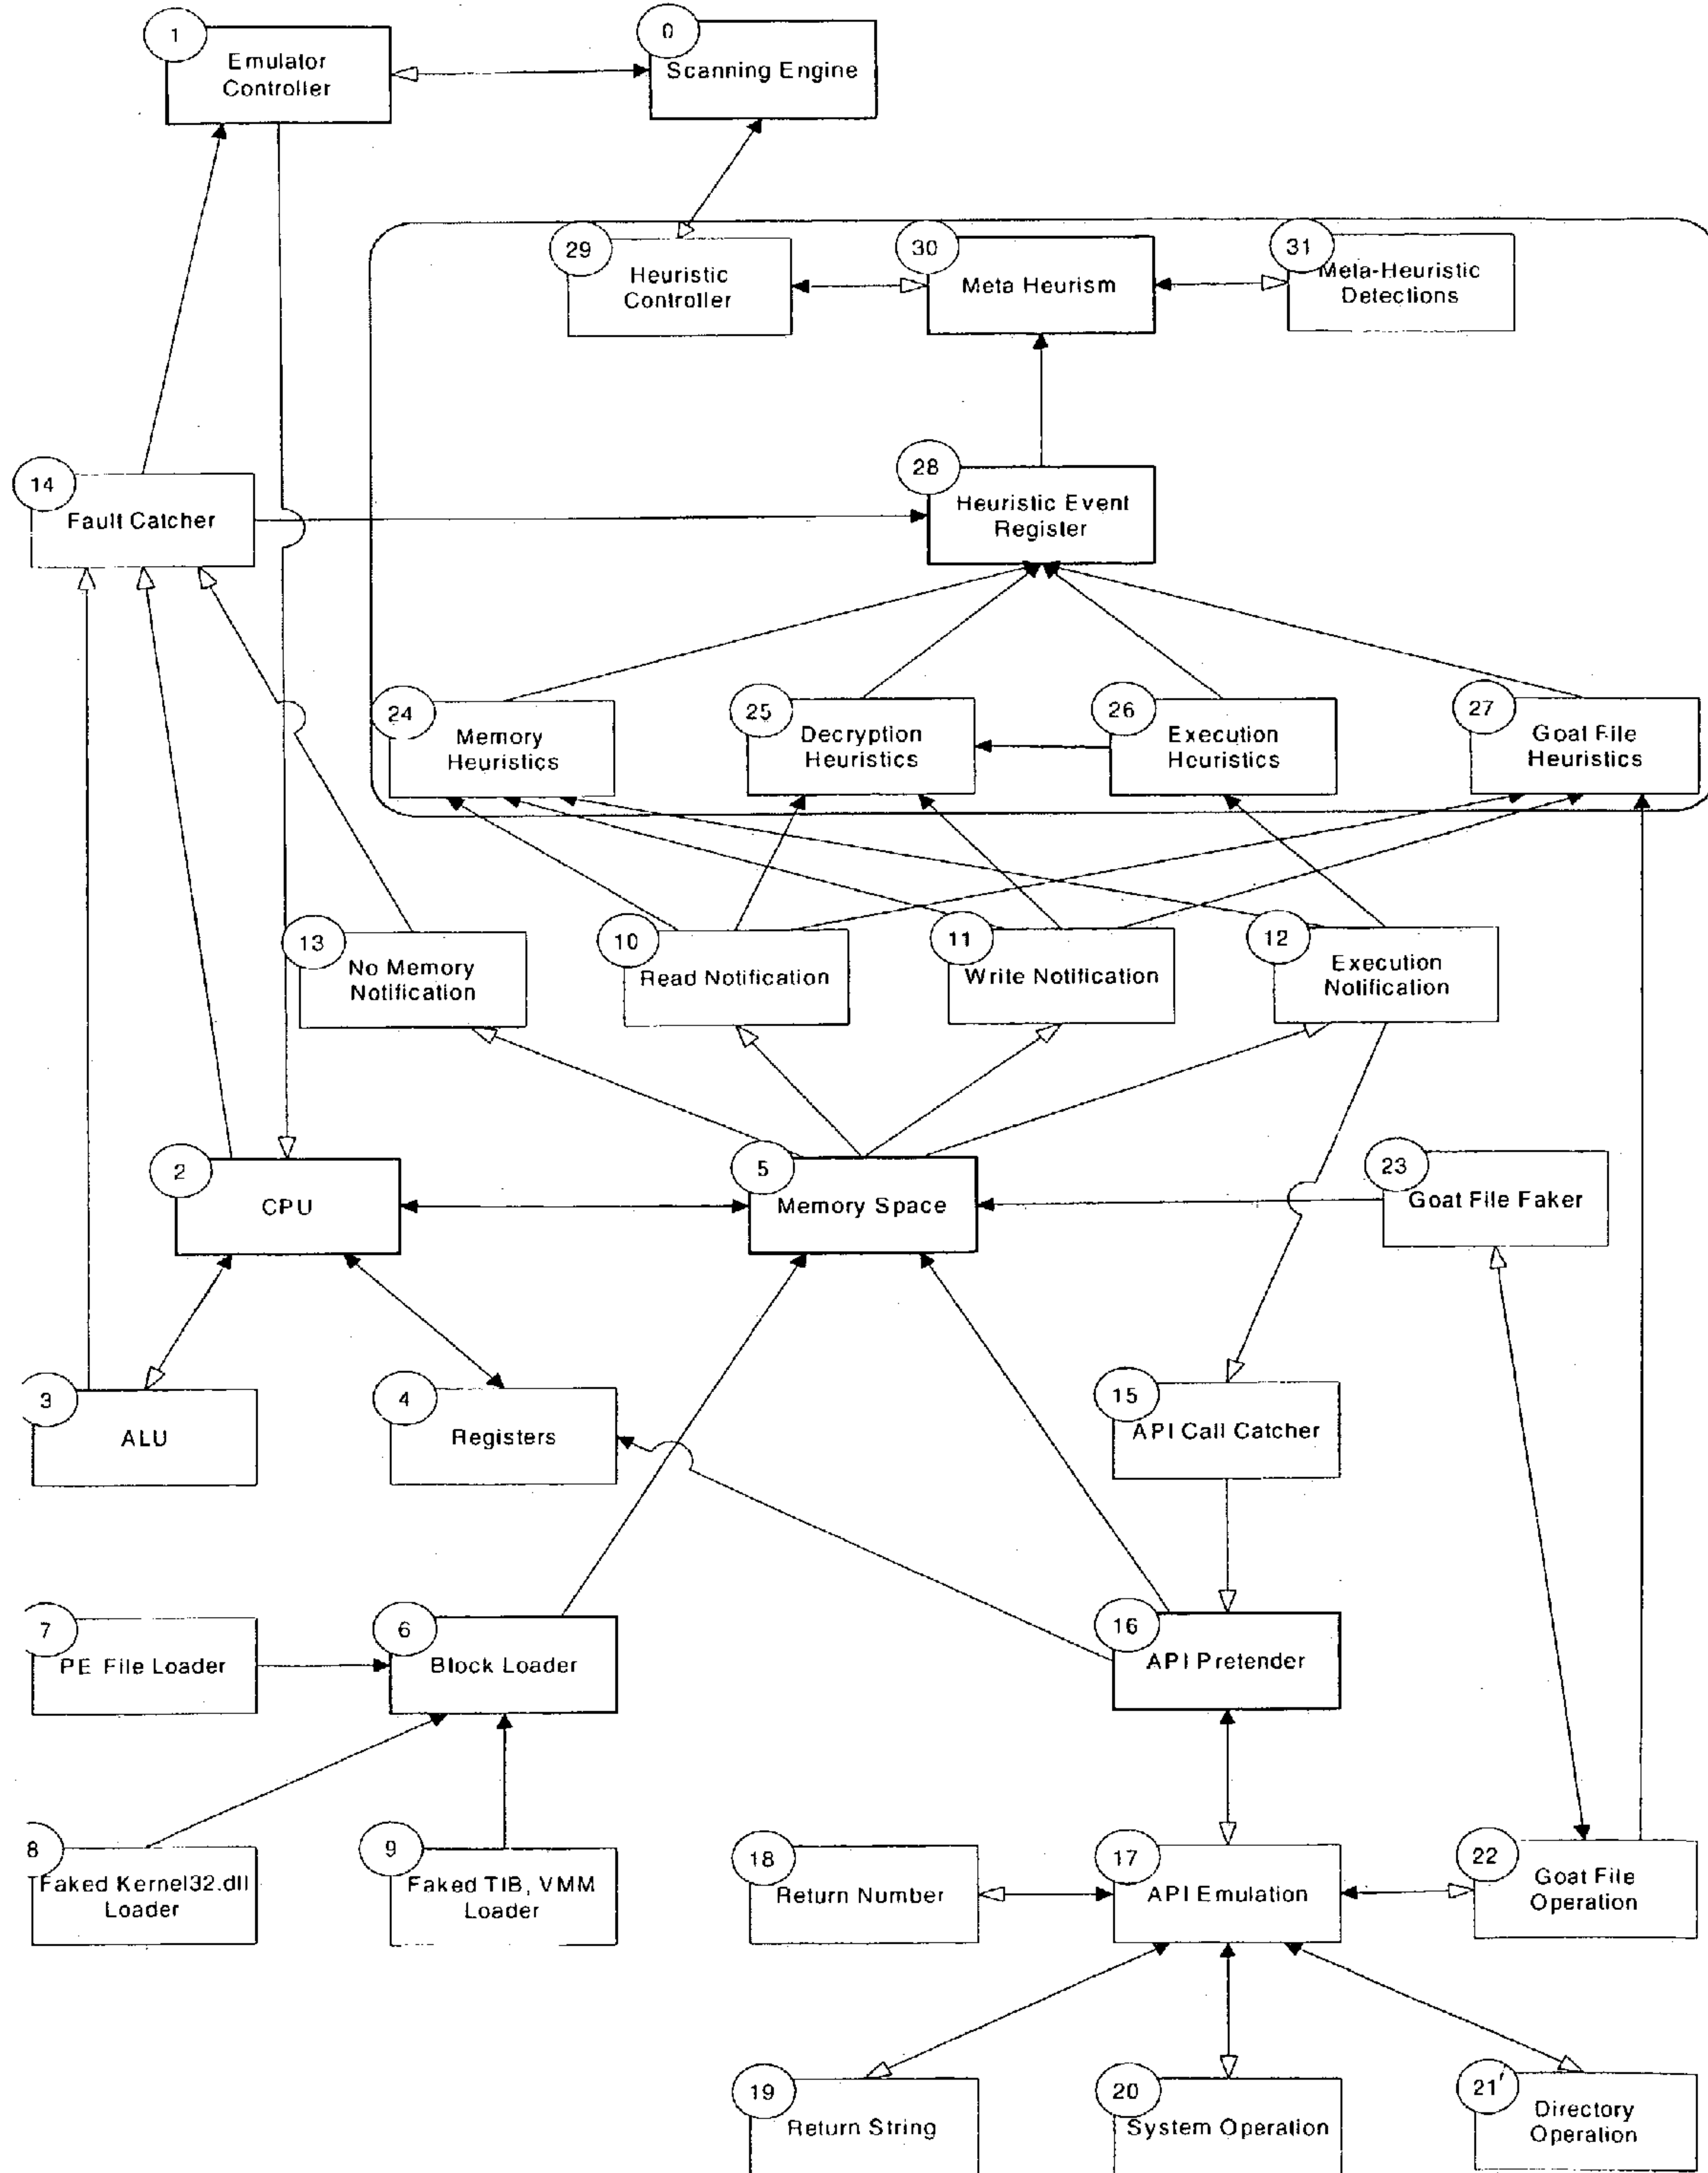 1
Emulator
Controller
0
Scanning Engine
29
Heuristic
Controller
30
Meta Heurism
31
Meta-Heuristic
Detections
14
Fault Catcher
28
Heuristic Event
Register
24
Memory
Heuristics
25
Decryption
Heuristics
26
Execution
Heuristics
27
Goat File
Heuristics
13
No Memory
Notification
10
Read Notification
11
Write Notification
12
Execution
Notification
2
CPU
5
Memory Space
23
Goat File Faker
3
ALU
4
Registers
15
API Call Catcher
7
PE File Loader
6
Block Loader
16
API Pretender
8
Faked Kernel32.dll
Loader
9
Faked TIB, VMM
Loader
18
Return Number
17
API Emulation
22
Goat File
Operation
19
Return String
20
System Operation
21'
Directory
Operation